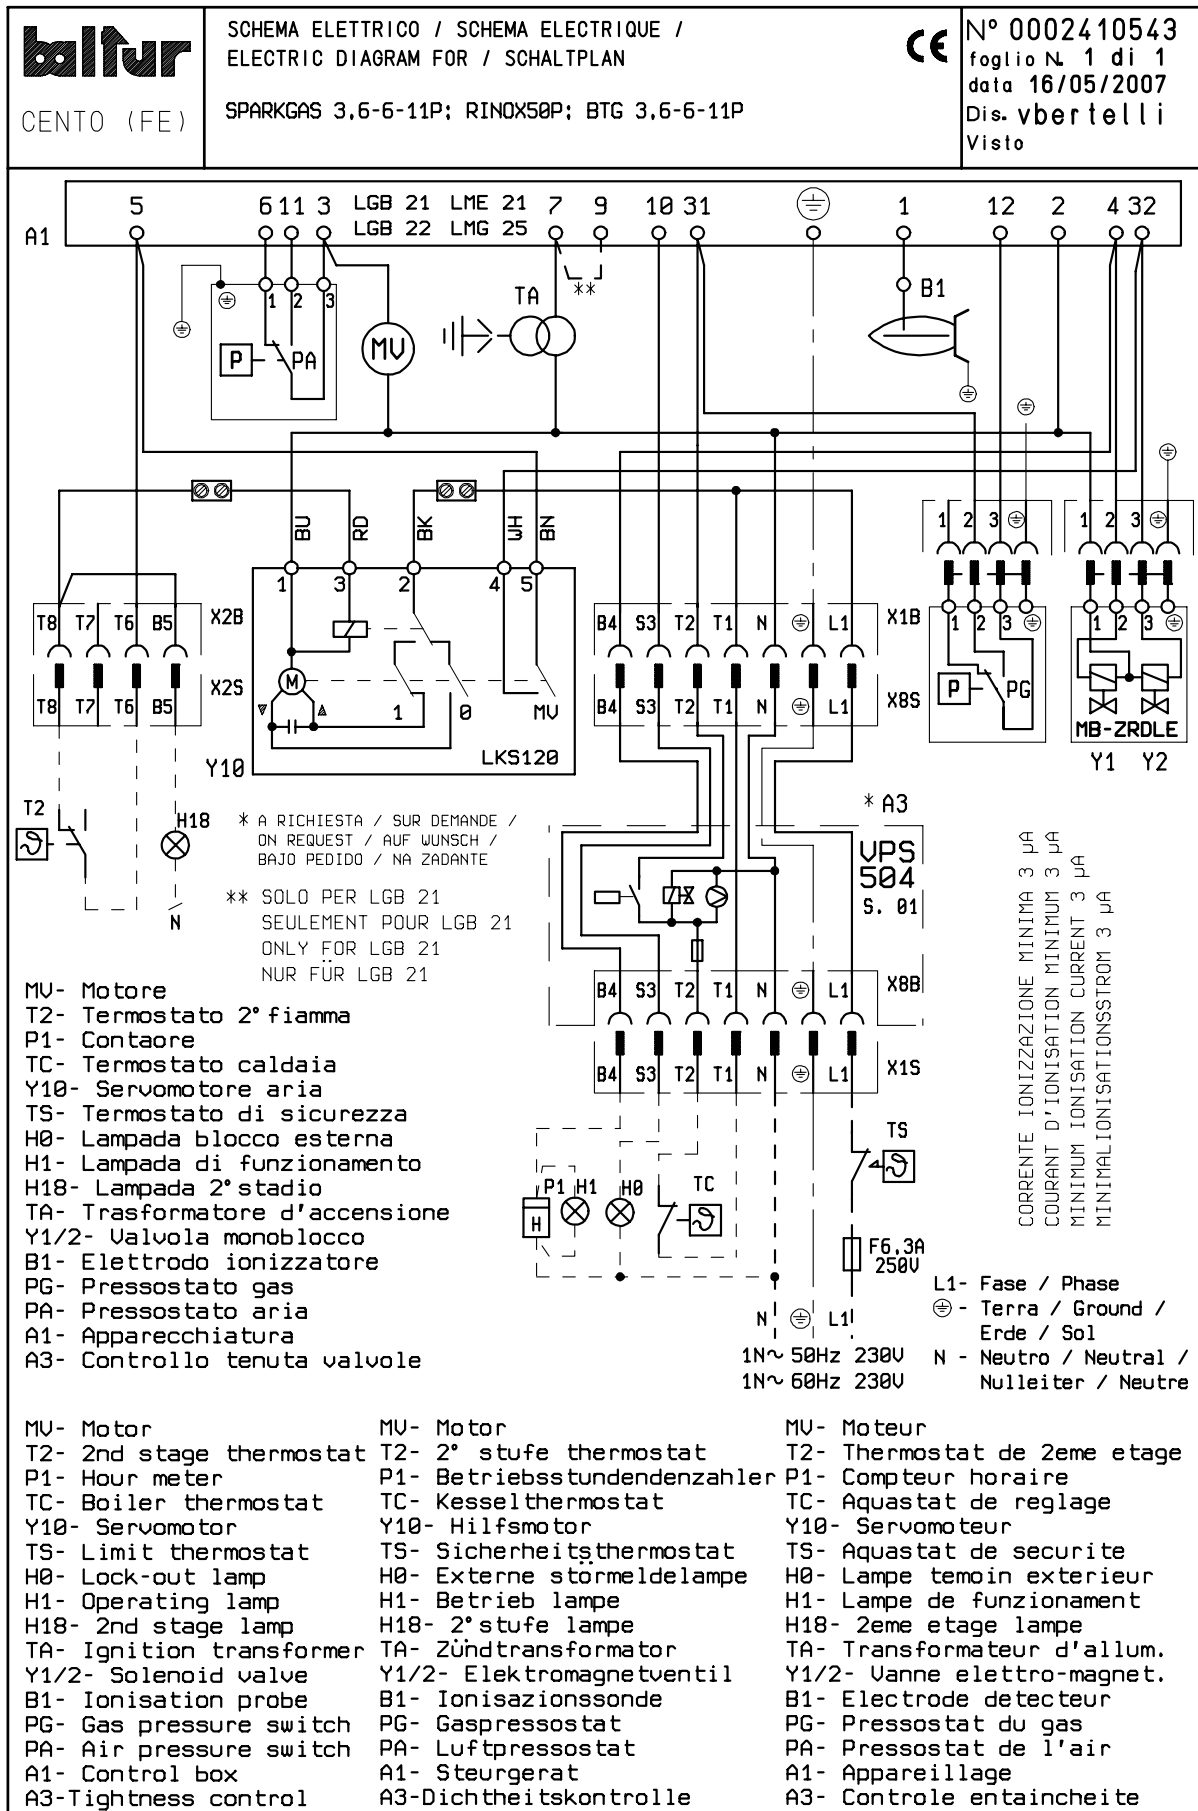 baltur
CENTO (FE)
SCHEMA ELETTRICO / SCHEMA ELECTRIQUE /
ELECTRIC DIAGRAM FOR / SCHALTPLAN
SPARKGAS 3,6-6-11P; RINOX50P; BTG 3,6-6-11P
CE
N° 0002410543
foglio N. 1 di 1
data 16/05/2007
Dis. vbertelli
Visto
A1
5 6 11 3 LGB 21 LME 21 7 9 10 31 1 12 2 4 32
LGB 22 LMG 25
**
TA
B1
1 2 3
P PA
MV
BU RD BK WH BN
1 3 2 4 5
1 2 3
1 2 3
T8 T7 T6 B5 X2B
X2S
T8 T7 T6 B5
M
1 0 MV
LKS120
Y10
B4 S3 T2 T1 N L1 X1B
B4 S3 T2 T1 N L1 X8S
1 2 3
P PG
1 2 3
MB-ZRDLE
Y1 Y2
T2
H18
N
* A RICHIESTA / SUR DEMANDE /
ON REQUEST / AUF WUNSCH /
BAJO PEDIDO / NA ZADANTE
** SOLO PER LGB 21
SEULEMENT POUR LGB 21
ONLY FOR LGB 21
NUR FÜR LGB 21
* A3
VPS
504
S. 01
B4 S3 T2 T1 N L1 X8B
B4 S3 T2 T1 N L1 X1S
P1 H1 H0 TC
H
TS
F6,3A
250V
N L1
1N~ 50Hz 230V
1N~ 60Hz 230V
CORRENTE IONIZZAZIONE MINIMA 3 µA
COURANT D'IONISATION MINIMUM 3 µA
MINIMUM IONISATION CURRENT 3 µA
MINIMALIONISATIONSSTROM 3 µA
L1- Fase / Phase
- Terra / Ground /
Erde / Sol
N - Neutro / Neutral /
Nulleiter / Neutre
MV- Motore
T2- Termostato 2° fiamma
P1- Contaore
TC- Termostato caldaia
Y10- Servomotore aria
TS- Termostato di sicurezza
H0- Lampada blocco esterna
H1- Lampada di funzionamento
H18- Lampada 2° stadio
TA- Trasformatore d'accensione
Y1/2- Valvola monoblocco
B1- Elettrodo ionizzatore
PG- Pressostato gas
PA- Pressostato aria
A1- Apparecchiatura
A3- Controllo tenuta valvole
MV- Motor
T2- 2nd stage thermostat
P1- Hour meter
TC- Boiler thermostat
Y10- Servomotor
TS- Limit thermostat
H0- Lock-out lamp
H1- Operating lamp
H18- 2nd stage lamp
TA- Ignition transformer
Y1/2- Solenoid valve
B1- Ionisation probe
PG- Gas pressure switch
PA- Air pressure switch
A1- Control box
A3-Tightness control
MV- Motor
T2- 2° stufe thermostat
P1- Betriebsstundendenzahler
TC- Kesselthermostat
Y10- Hilfsmotor
TS- Sicherheitsthermostat
H0- Externe störmeldelampe
H1- Betrieb lampe
H18- 2° stufe lampe
TA- Zündtransformator
Y1/2- Elektromagnetventil
B1- Ionisazionssonde
PG- Gaspressostat
PA- Luftpressostat
A1- Steurgerat
A3-Dichtheitskontrolle
MV- Moteur
T2- Thermostat de 2eme etage
P1- Compteur horaire
TC- Aquastat de reglage
Y10- Servomoteur
TS- Aquastat de securite
H0- Lampe temoin exterieur
H1- Lampe de funzionament
H18- 2eme etage lampe
TA- Transformateur d'allum.
Y1/2- Vanne elettro-magnet.
B1- Electrode detecteur
PG- Pressostat du gas
PA- Pressostat de l'air
A1- Appareillage
A3- Controle entaincheite